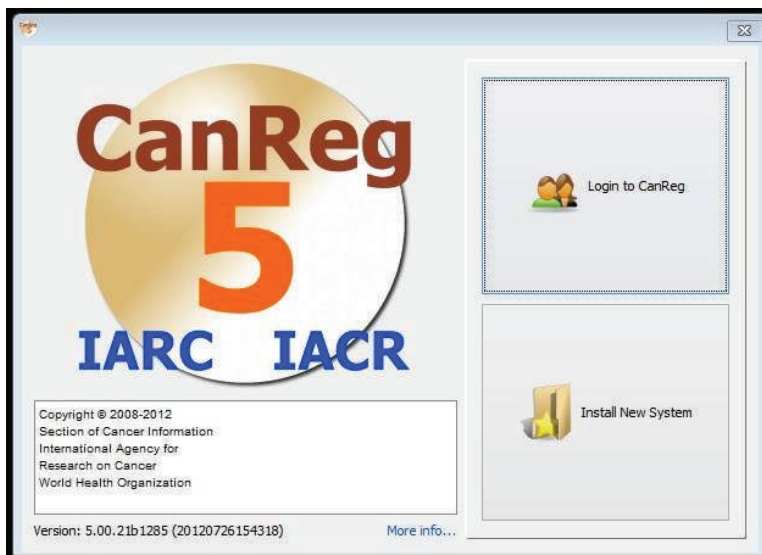 CanReg
5
IARC IACR
Login to CanReg
Install New System
Copyright © 2008-2012
Section of Cancer Information
International Agency for
Research on Cancer
World Health Organization
Version: 5.00.21b1285 (20120726154318) More info...